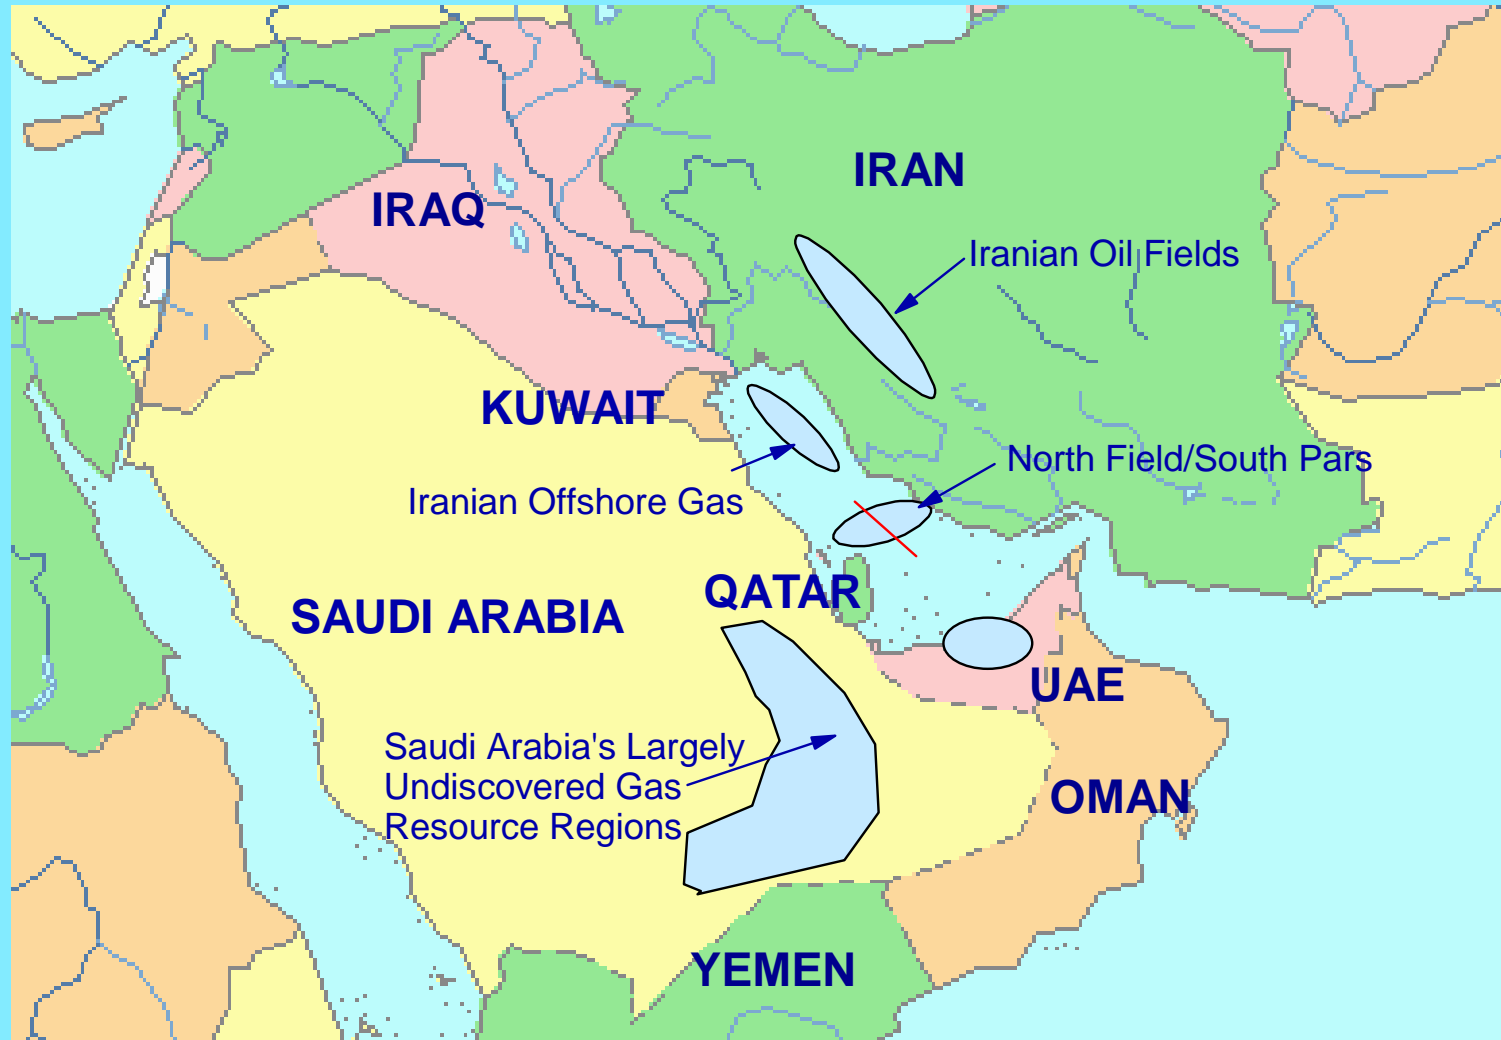 IRAN
IRAQ
Iranian Oil Fields
KUWAIT
North Field/South Pars
Iranian Offshore Gas
QATAR
SAUDI ARABIA
UAE
Saudi Arabia's Largely
Undiscovered Gas
Resource Regions
OMAN
YEMEN